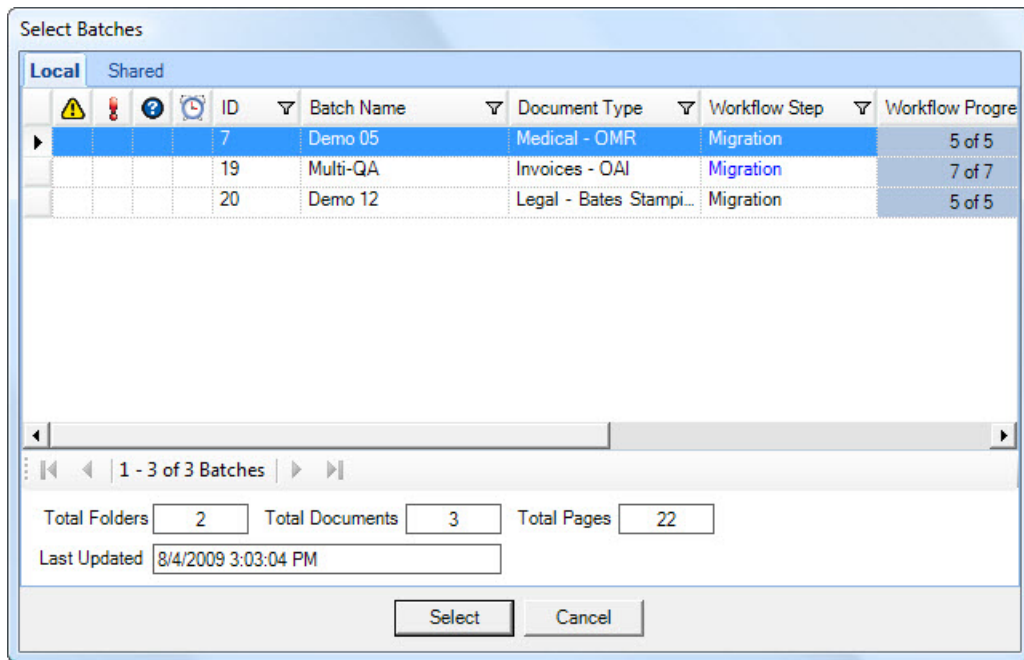 Select Batches
Local Shared
ID Batch Name Document Type Workflow Step Workflow Progre
7 Demo 05 Medical - OMR Migration 5 of 5
19 Multi-QA Invoices - OAI Migration 7 of 7
20 Demo 12 Legal - Bates Stampi... Migration 5 of 5
1 - 3 of 3 Batches
Total Folders 2 Total Documents 3 Total Pages 22
Last Updated 8/4/2009 3:03:04 PM
Select Cancel